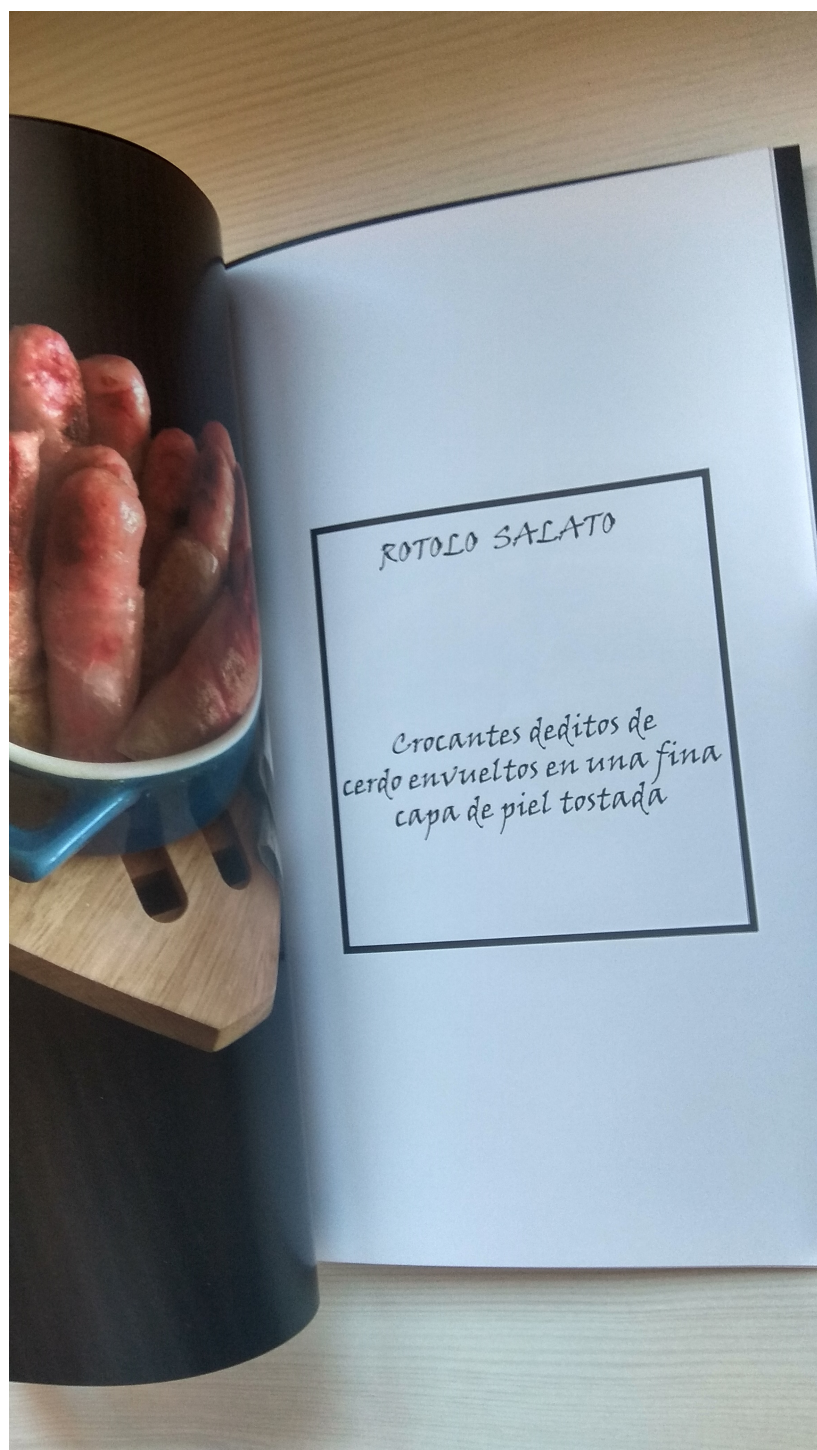 ROTOLO SALATO
Crocantes deditos de
cerdo envueltos en una fina
capa de piel tostada